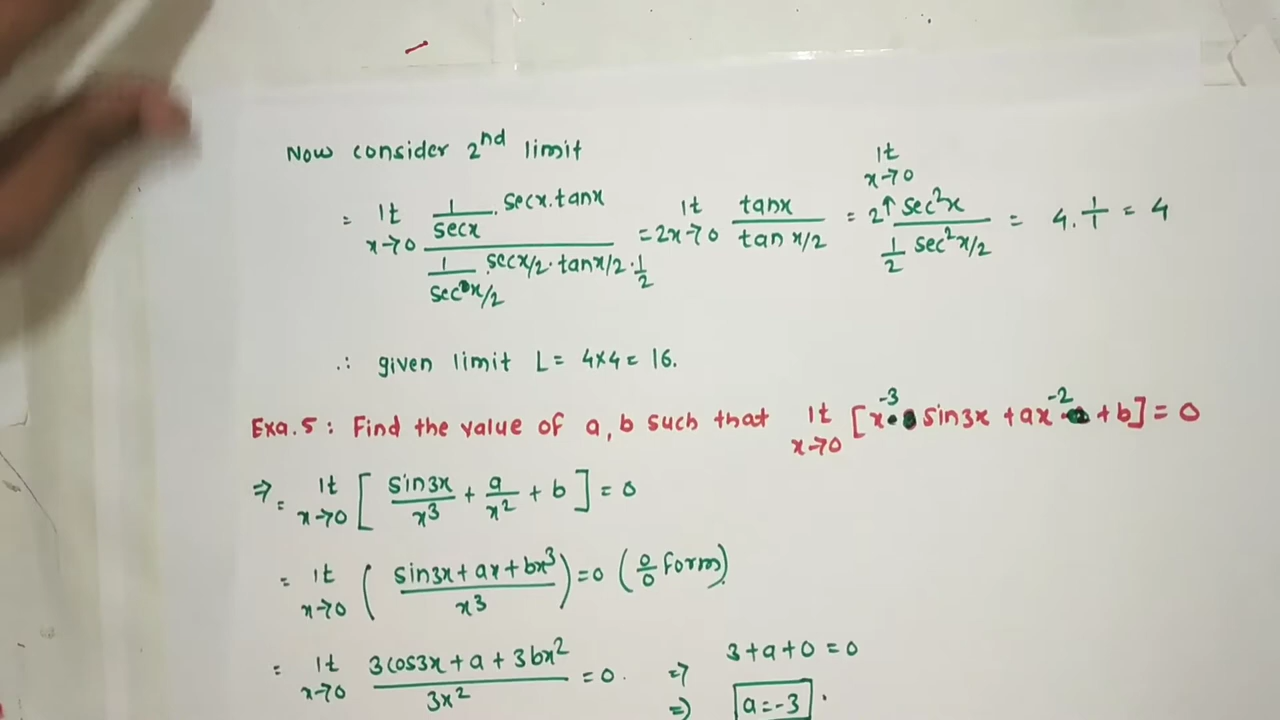 Now consider 2nd limit
= lt x→0 (1/secx . secx.tanx)/(1/sec x/2 . secx/2.tanx/2.1/2) = 2 lt x→0 tanx/tan x/2 = lt x→0 2 sec²x/(1/2 sec²x/2) = 4.1/1 = 4
∴ given limit L = 4x4 = 16.
Exa.5 : Find the value of a, b such that lt x→0 [x⁻³ sin3x + ax⁻² + b] = 0
⇒ = lt x→0 [sin3x/x³ + a/x² + b] = 0
= lt x→0 ((sin3x+ax+bx³)/x³) = 0 (0/0 form)
= lt x→0 (3cos3x + a + 3bx²)/3x² = 0. ⇒ 3+a+0 = 0
⇒ a = -3.